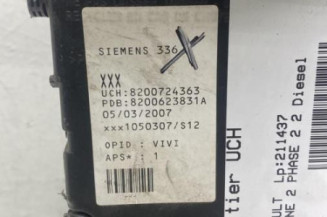 SIEMENS 336
XXX
UCH:8200724363
PDB:8200623831A
05/03/2007
xxx1050307/S12
OPID : VIVI
APS* : 1
tier UCH
ULT Lp:211437
NE 2 PHASE 2 2 Diesel